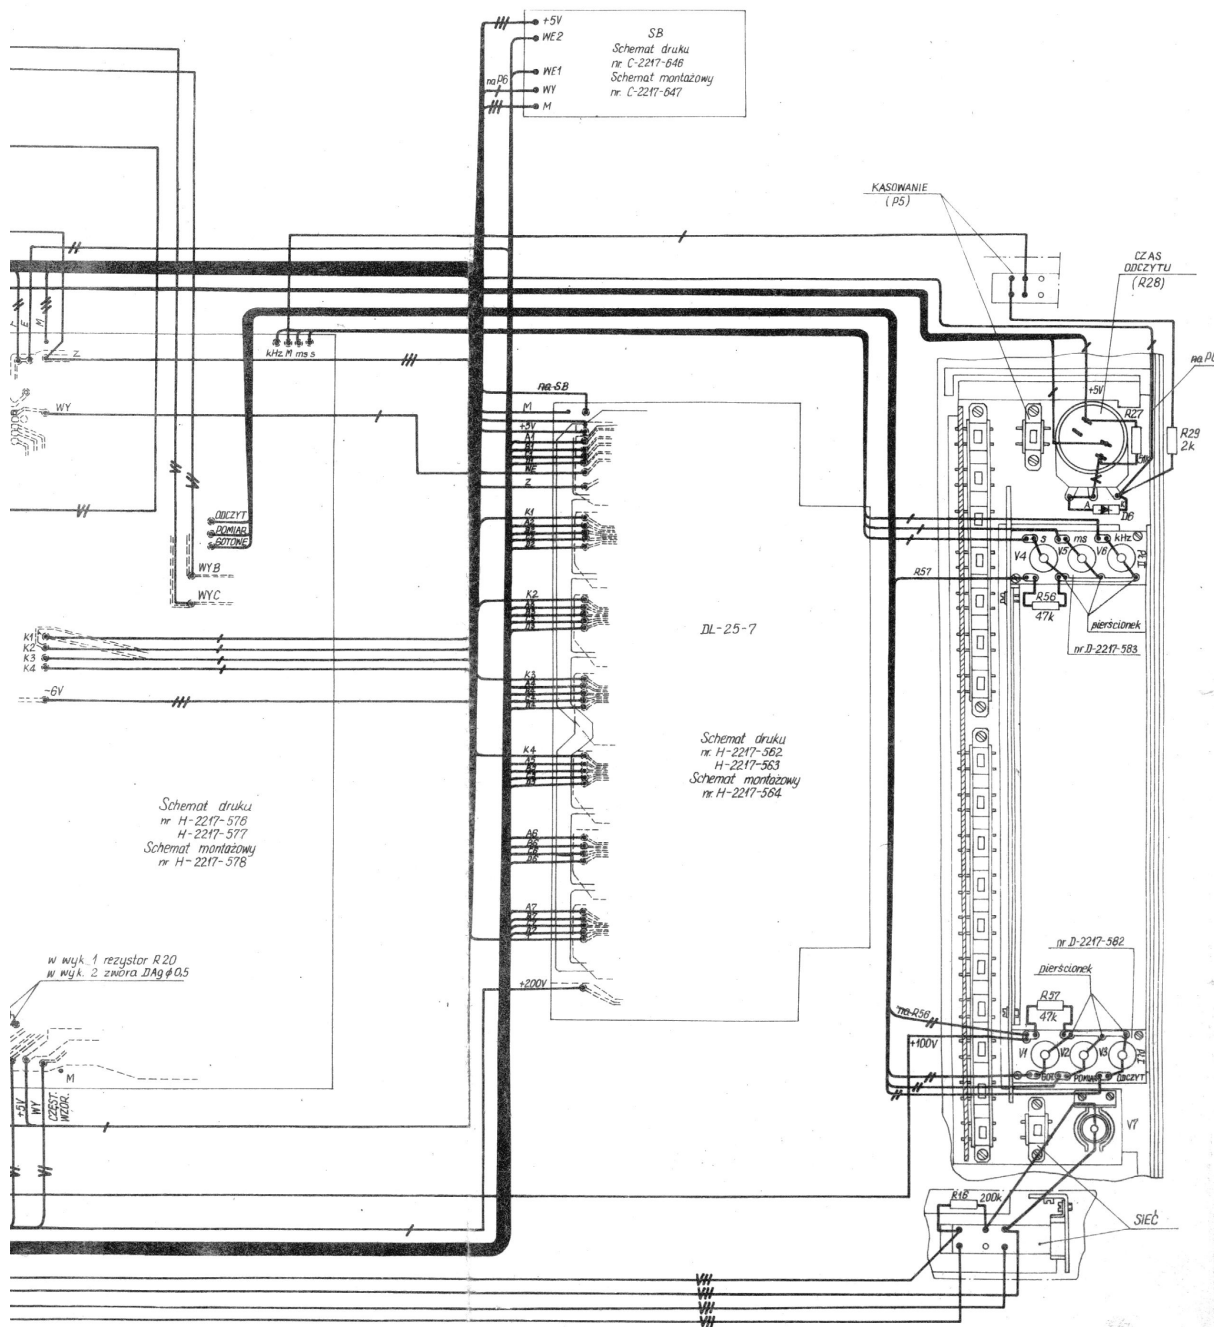 +5V
WE2
SB
Schemat druku
nr. C-2217-646
WE1
Schemat montażowy
na P6
WY
nr. C-2217-647
M
KASOWANIE
(P5)
CZAS
ODCZYTU
(R28)
E
M
kHz M ms s
Z
na P6
+5V
na SB
M
R27
R29
2k
WY
+5V
A1
WE
Z
A
D6
ODCZYT
POMIAR
GOTOWE
K1
s
ms
kHz
V4
V5
V6
PŁ II
WYB
R57
WYC
K2
R56
47k
pierścionek
DL-25-7
K1
K2
K3
K4
nr.D-2217-583
K3
-6V
Schemat druku
nr. H-2217-562
H-2217-563
Schemat montażowy
nr. H-2217-564
K4
Schemat druku
nr H-2217-576
H-2217-577
Schemat montażowy
nr H-2217-578
A6
A7
nr D-2217-582
w wyk. 1 rezystor R20
w wyk. 2 zwora DAg ϕ 0,5
pierścionek
+200V
R57
47k
na R56
+100V
V1
V2
V3
PŁ I
M
GOT
POMIAR
ODCZYT
+5V
WY
CZĘST.
WZOR.
V7
R16
200k
SIEĆ